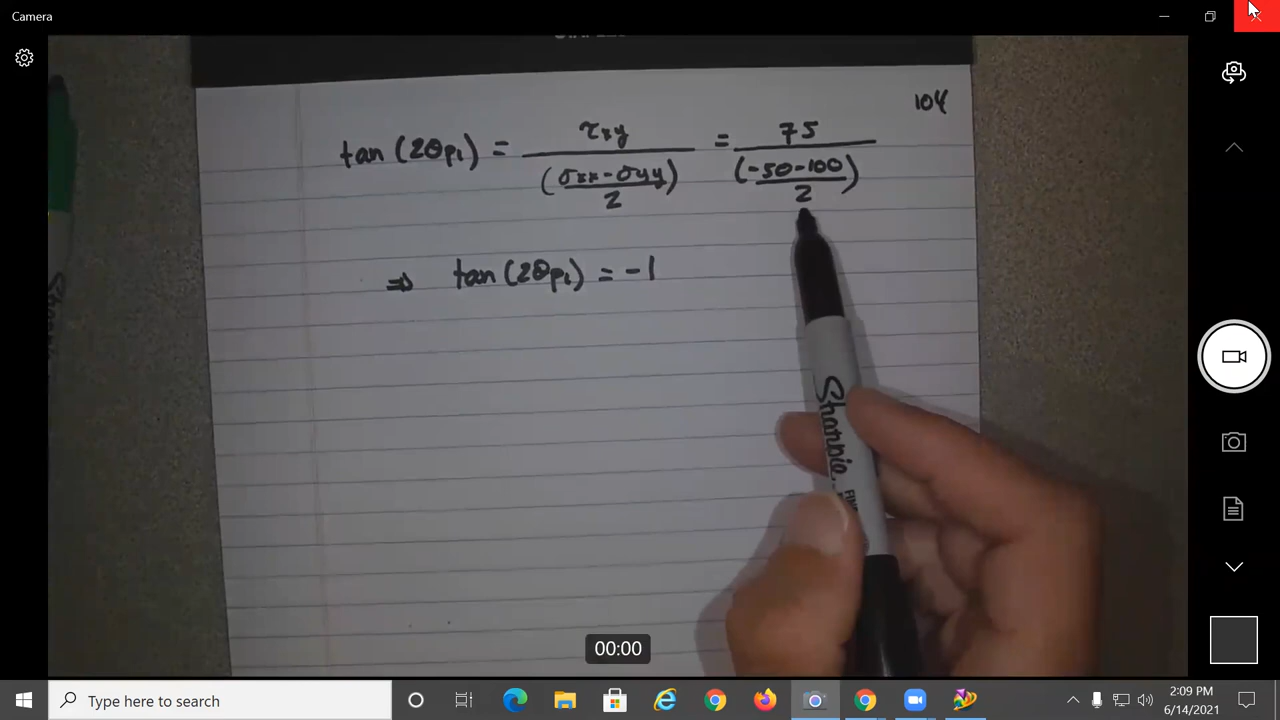 Camera
104
tan (2θp1) = τxy / ((σxx - σyy) / 2) = 75 / ((-50 - 100) / 2)
⇒ tan (2θp1) = -1
Sharpie
00:00
Type here to search
2:09 PM
6/14/2021